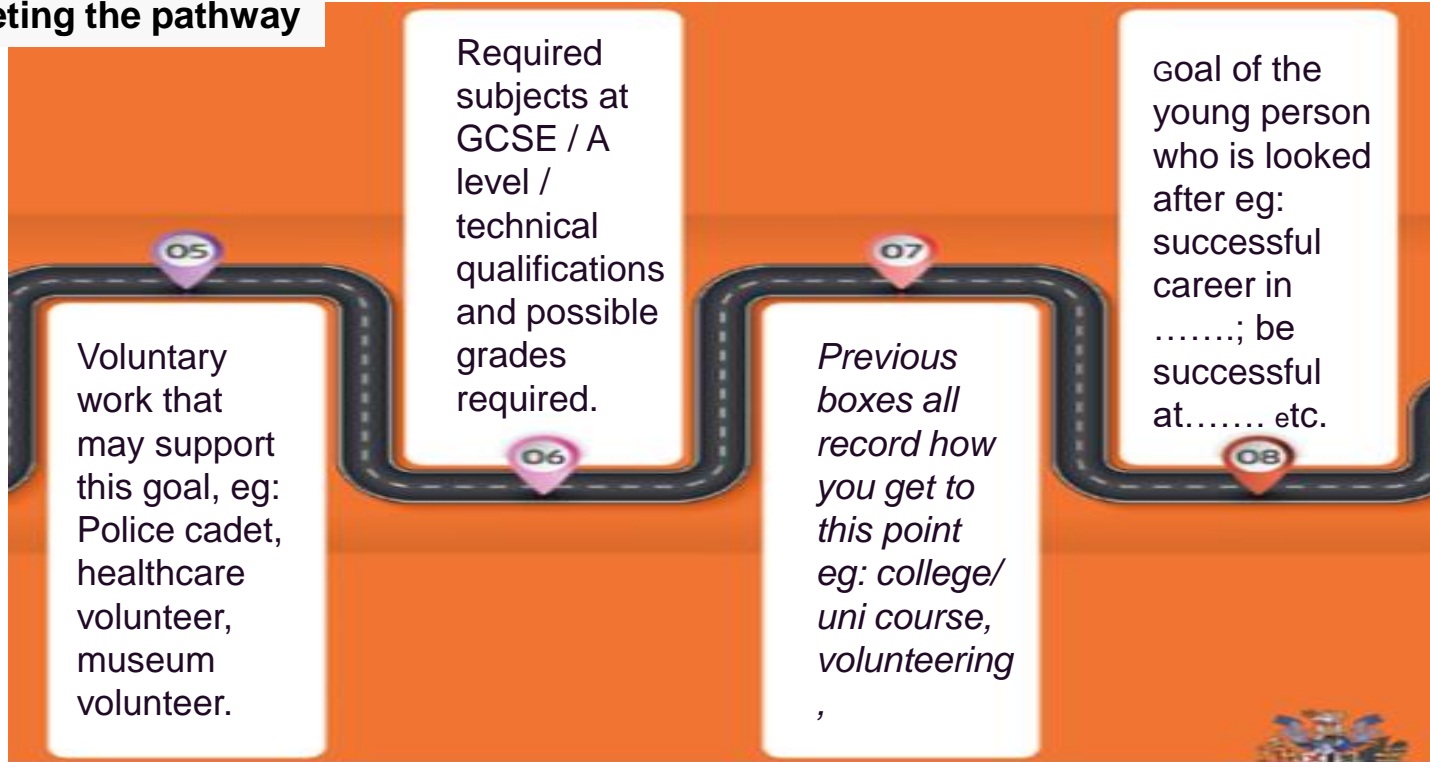 eting the pathway
05
Voluntary
work that
may support
this goal, eg:
Police cadet,
healthcare
volunteer,
museum
volunteer.
Required
subjects at
GCSE / A
level /
technical
qualifications
and possible
grades
required.
06
07
Previous
boxes all
record how
you get to
this point
eg: college/
uni course,
volunteering
,
Goal of the
young person
who is looked
after eg:
successful
career in
…….; be
successful
at……. etc.
08